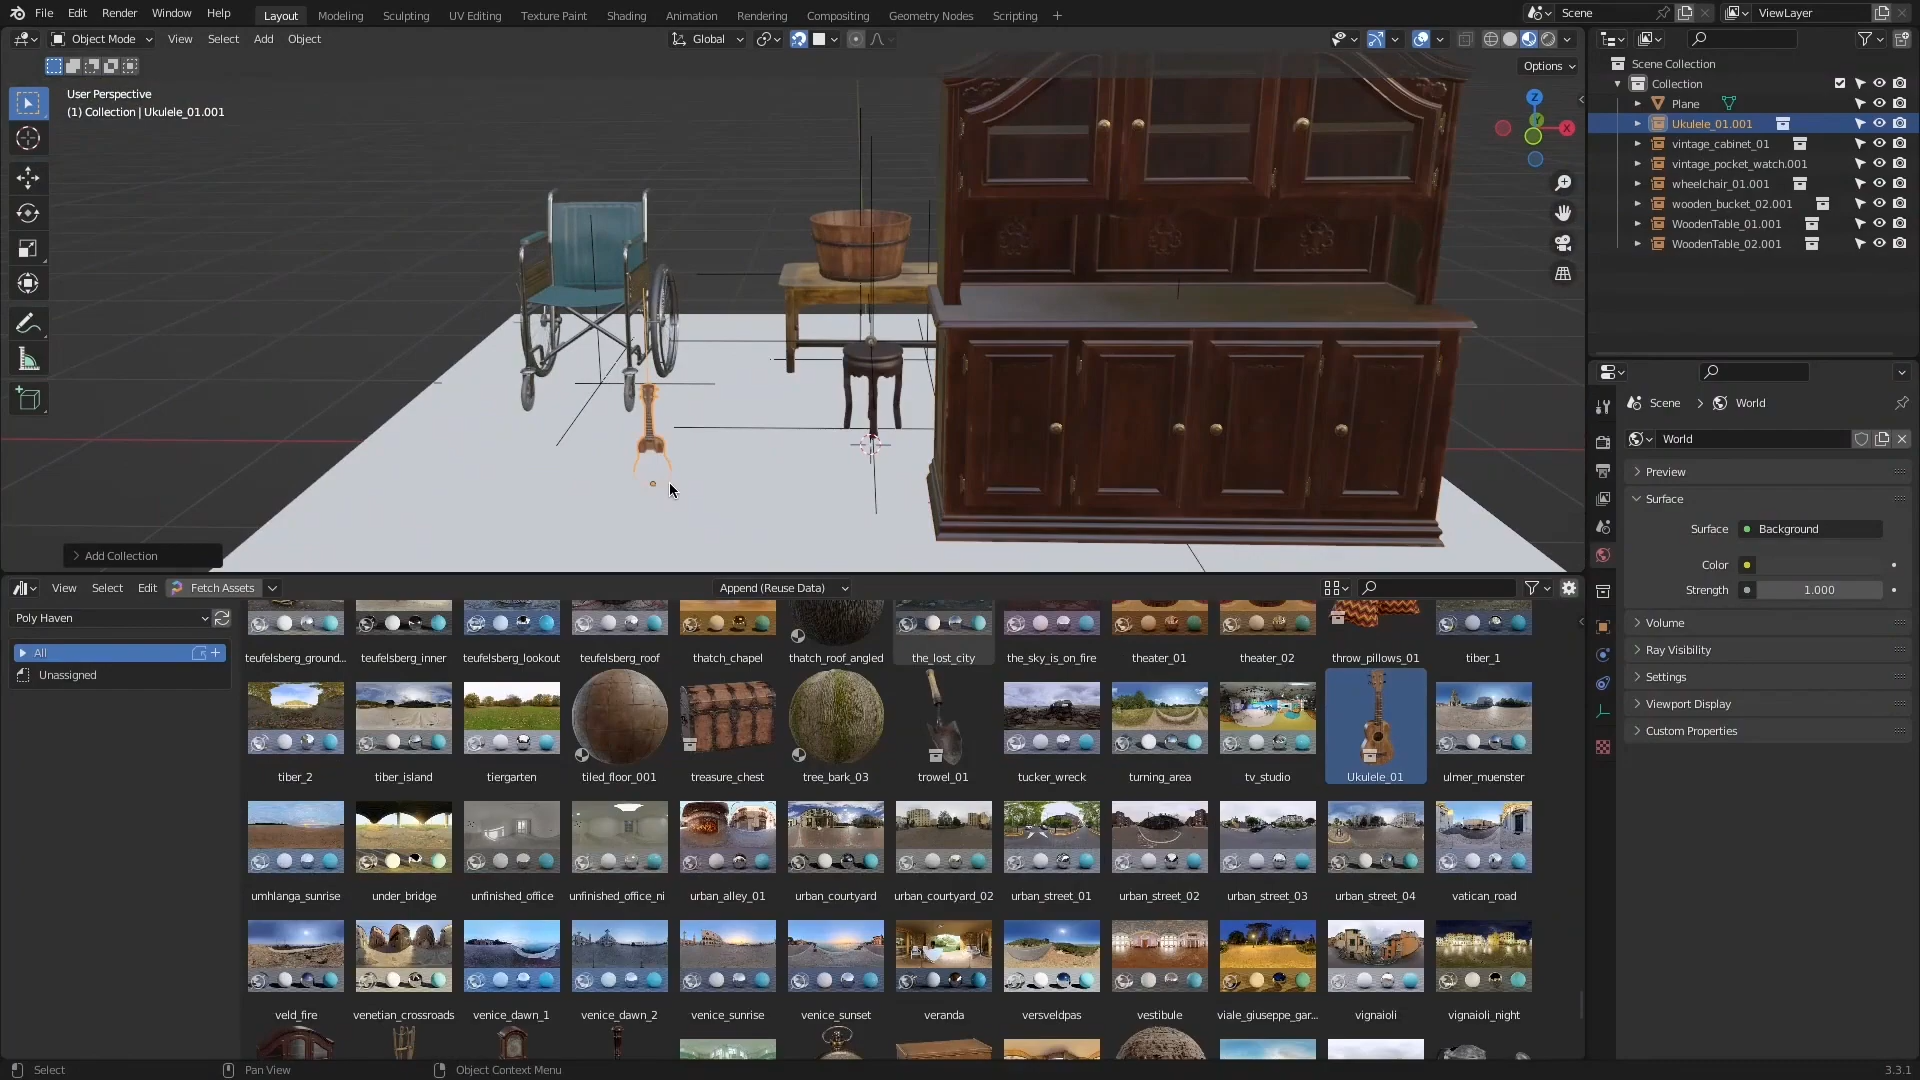 File Edit Render Window Help Layout Modeling Sculpting UV Editing Texture Paint Shading Animation Rendering Compositing Geometry Nodes Scripting + Scene ViewLayer
Object Mode View Select Add Object Global
Options
User Perspective
(1) Collection | Ukulele_01.001
Z
Y
X
Add Collection
Scene Collection
Collection
Plane
Ukulele_01.001
vintage_cabinet_01
vintage_pocket_watch.001
wheelchair_01.001
wooden_bucket_02.001
WoodenTable_01.001
WoodenTable_02.001
Scene > World
World
Preview
Surface
Surface Background
Color
Strength 1.000
Volume
Ray Visibility
Settings
Viewport Display
Custom Properties
View Select Edit Fetch Assets Append (Reuse Data)
Poly Haven
All
Unassigned
teufelsberg_ground... teufelsberg_inner teufelsberg_lookout teufelsberg_roof thatch_chapel thatch_roof_angled the_lost_city the_sky_is_on_fire theater_01 theater_02 throw_pillows_01 tiber_1
tiber_2 tiber_island tiergarten tiled_floor_001 treasure_chest tree_bark_03 trowel_01 tucker_wreck turning_area tv_studio Ukulele_01 ulmer_muenster
umhlanga_sunrise under_bridge unfinished_office unfinished_office_ni urban_alley_01 urban_courtyard urban_courtyard_02 urban_street_01 urban_street_02 urban_street_03 urban_street_04 vatican_road
veld_fire venetian_crossroads venice_dawn_1 venice_dawn_2 venice_sunrise venice_sunset veranda versveldpas vestibule viale_giuseppe_gar... vignaioli vignaioli_night
Select Pan View Object Context Menu 3.3.1